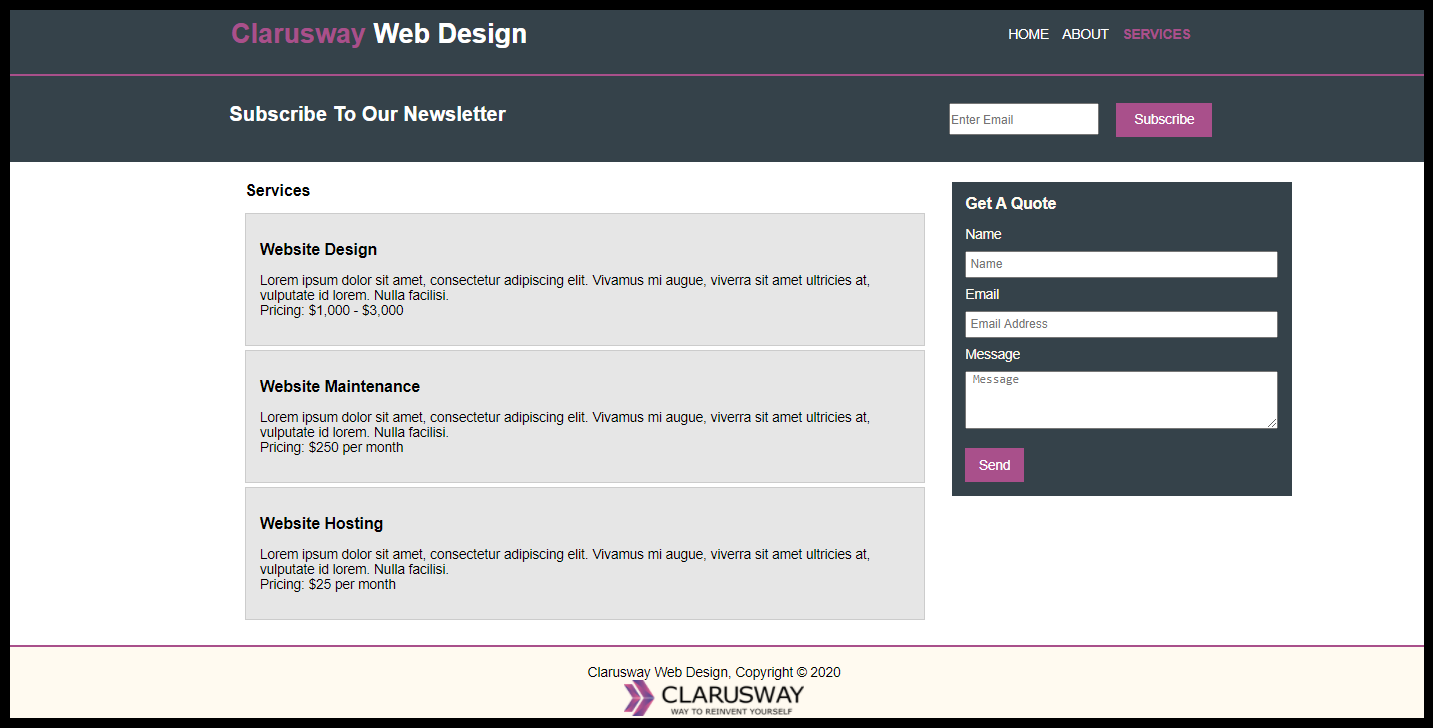 Clarusway Web Design
HOME ABOUT SERVICES
Subscribe To Our Newsletter
Enter Email
Subscribe
Services
Website Design
Lorem ipsum dolor sit amet, consectetur adipiscing elit. Vivamus mi augue, viverra sit amet ultricies at,
vulputate id lorem. Nulla facilisi.
Pricing: $1,000 - $3,000
Website Maintenance
Lorem ipsum dolor sit amet, consectetur adipiscing elit. Vivamus mi augue, viverra sit amet ultricies at,
vulputate id lorem. Nulla facilisi.
Pricing: $250 per month
Website Hosting
Lorem ipsum dolor sit amet, consectetur adipiscing elit. Vivamus mi augue, viverra sit amet ultricies at,
vulputate id lorem. Nulla facilisi.
Pricing: $25 per month
Get A Quote
Name
Name
Email
Email Address
Message
Message
Send
Clarusway Web Design, Copyright © 2020
CLARUSWAY
WAY TO REINVENT YOURSELF